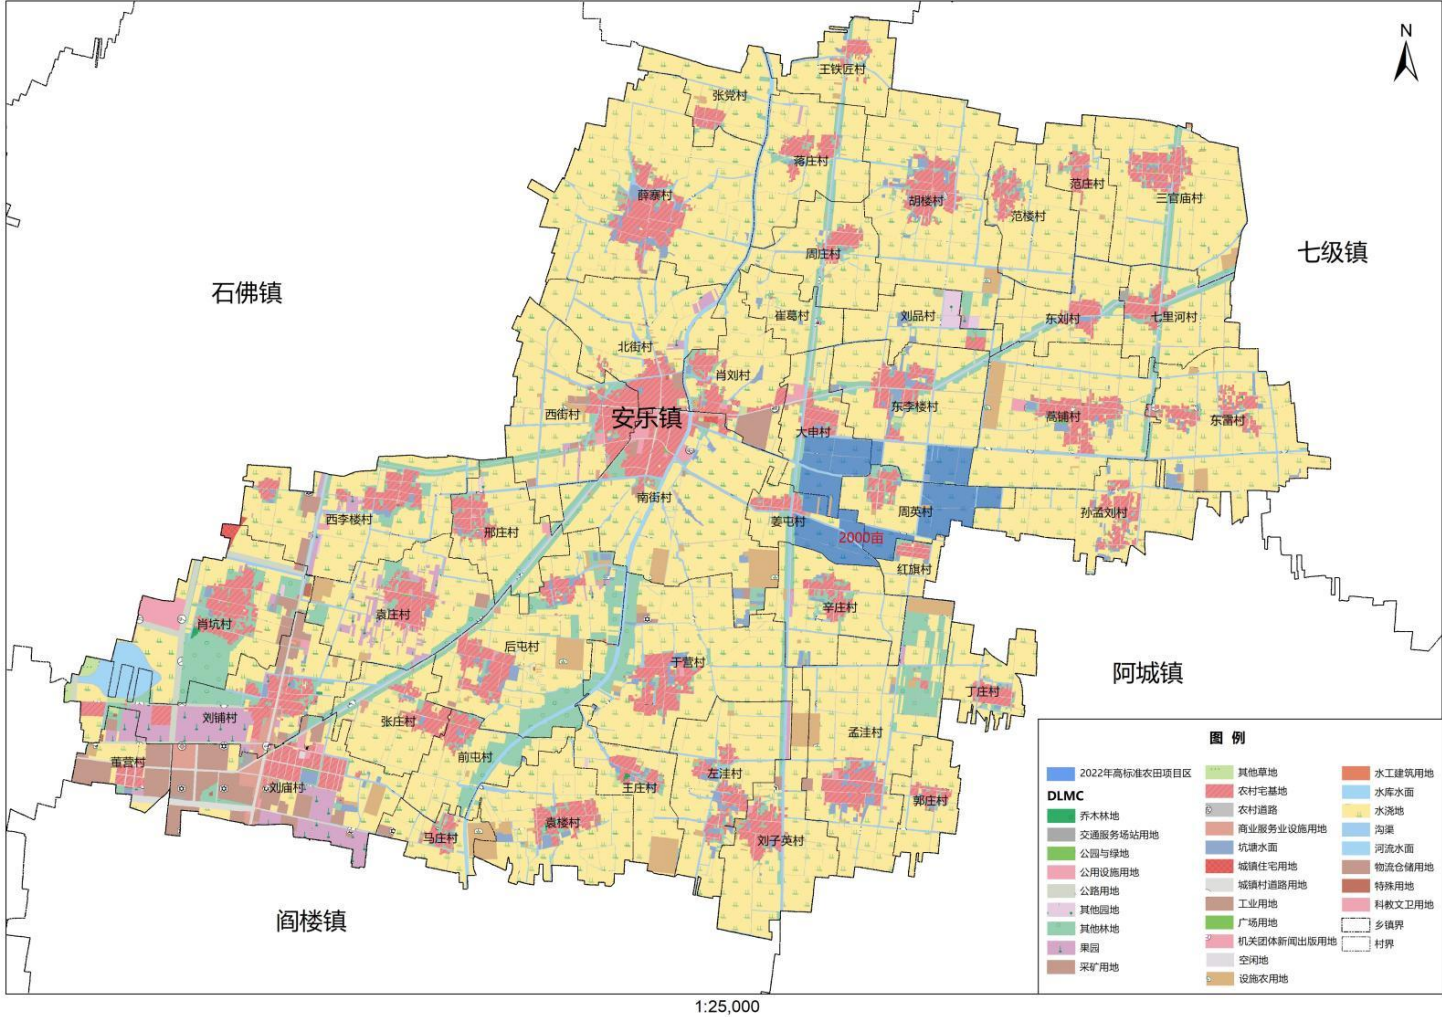 N
王铁匠村
张党村
蒋庄村
范庄村
薛寨村
胡楼村
三官庙村
范楼村
周庄村
七级镇
石佛镇
崔葛村
刘品村
东刘村
七里河村
北街村
肖刘村
西街村
安乐镇
东李楼村
蒿铺村
东雷村
大申村
南街村
西李楼村
邢庄村
姜屯村
周英村
孙孟刘村
2000亩
红旗村
辛庄村
袁庄村
肖坑村
后屯村
于营村
阿城镇
丁庄村
刘铺村
张庄村
孟洼村
前屯村
董营村
左洼村
刘庙村
王庄村
郭庄村
袁楼村
马庄村
刘子英村
阎楼镇
图 例
2022年高标准农田项目区
DLMC
乔木林地
交通服务场站用地
公园与绿地
公用设施用地
公路用地
其他园地
其他林地
果园
采矿用地
其他草地
农村宅基地
农村道路
商业服务业设施用地
坑塘水面
城镇住宅用地
城镇村道路用地
工业用地
广场用地
机关团体新闻出版用地
空闲地
设施农用地
水工建筑用地
水库水面
水浇地
沟渠
河流水面
物流仓储用地
特殊用地
科教文卫用地
乡镇界
村界
1:25,000